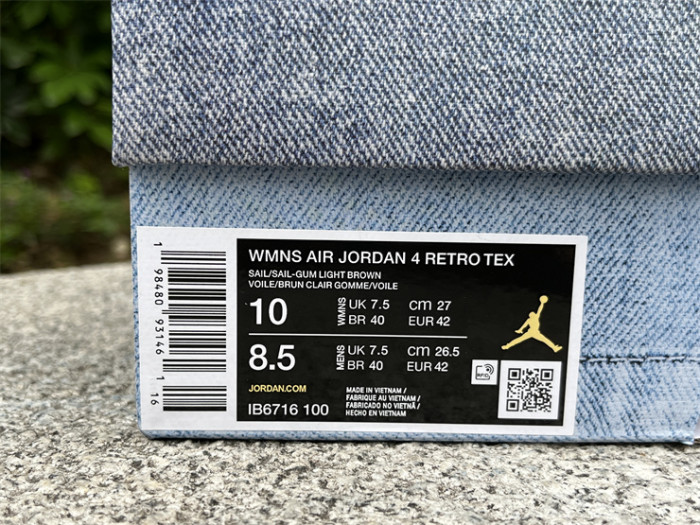 WMNS AIR JORDAN 4 RETRO TEX
SAIL/SAIL-GUM LIGHT BROWN
VOILE/BRUN CLAIR GOMME/VOILE
10 WMNS UK 7.5 cm 27
BR 40 EUR 42
8.5 MENS UK 7.5 cm 26.5
BR 40 EUR 42
JORDAN.COM
IB6716 100
MADE IN VIETNAM /
FABRIQUÉ AU VIETNAM /
FABRICADO NO VIETNÃ /
HECHO EN VIETNAM
RFID
1 98480 93146 1 16